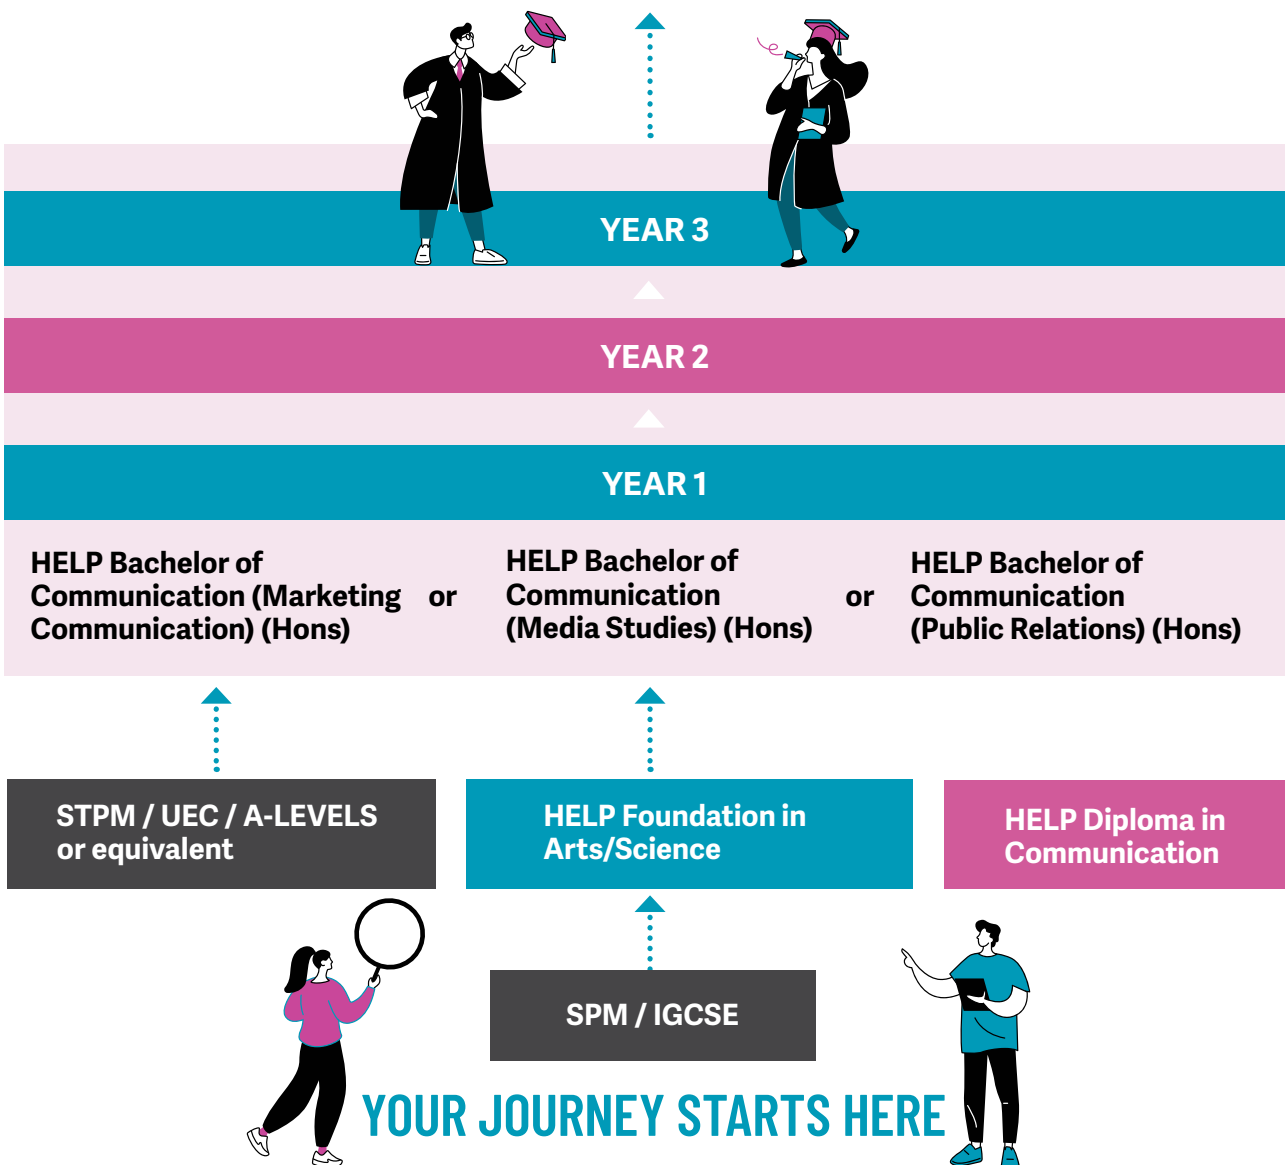 YEAR 3
YEAR 2
YEAR 1
HELP Bachelor of
Communication (Marketing
Communication) (Hons)
or
HELP Bachelor of
Communication
(Media Studies) (Hons)
or
HELP Bachelor of
Communication
(Public Relations) (Hons)
STPM / UEC / A-LEVELS
or equivalent
HELP Foundation in
Arts/Science
HELP Diploma in
Communication
SPM / IGCSE
YOUR JOURNEY STARTS HERE